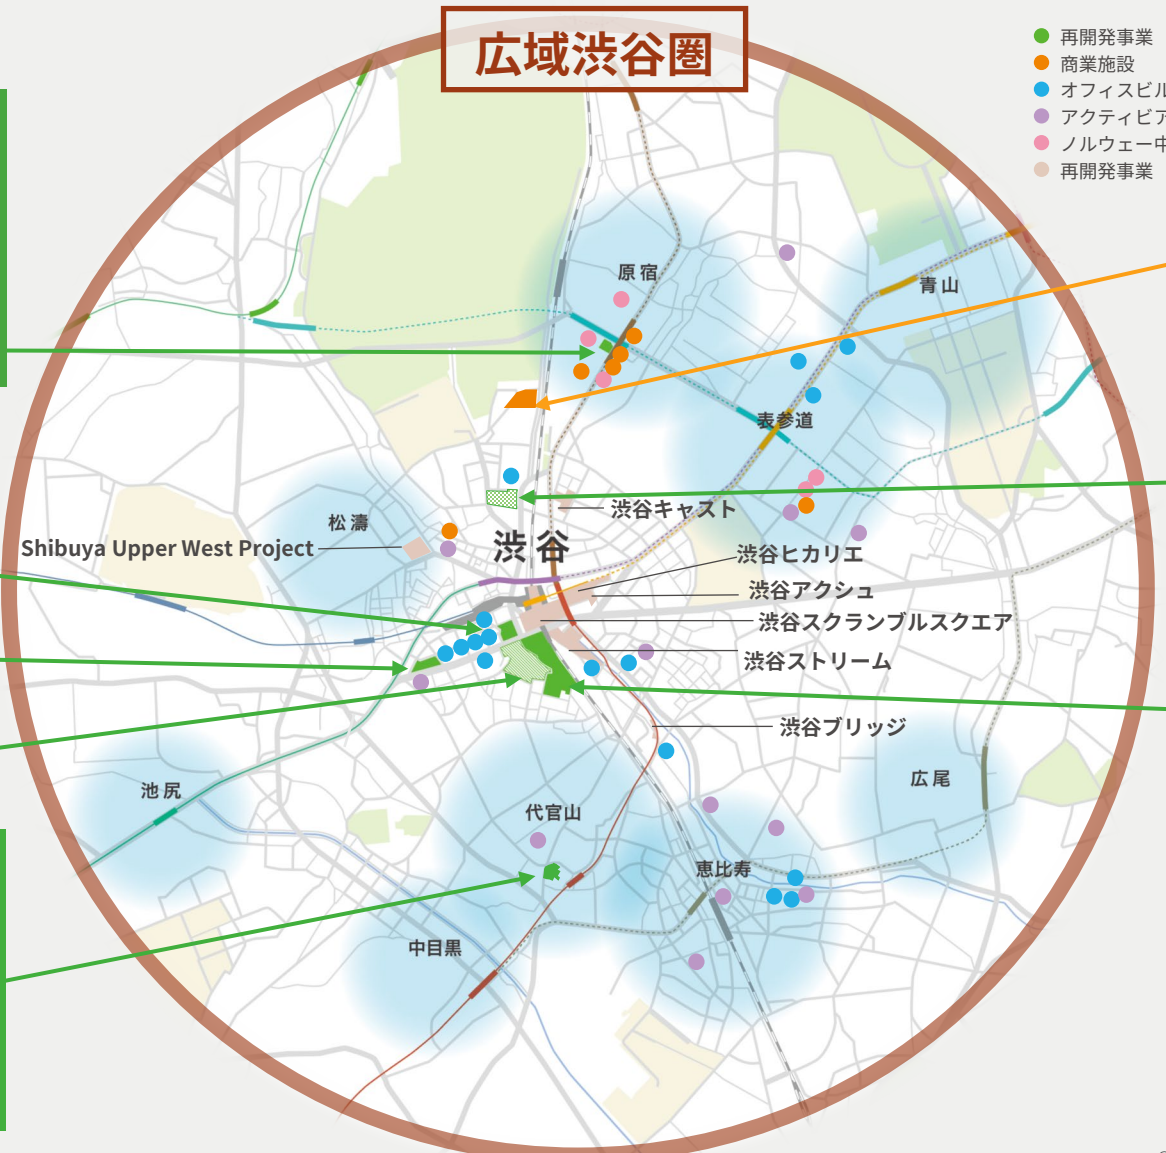 広域渋谷圏
再開発事業
商業施設
オフィスビル
アクティビア
ノルウェー中
再開発事業
原宿
青山
表参道
松濤
渋谷キャスト
渋谷
Shibuya Upper West Project
渋谷ヒカリエ
渋谷アクシュ
渋谷スクランブルスクエア
渋谷ストリーム
渋谷ブリッジ
池尻
広尾
代官山
恵比寿
中目黒